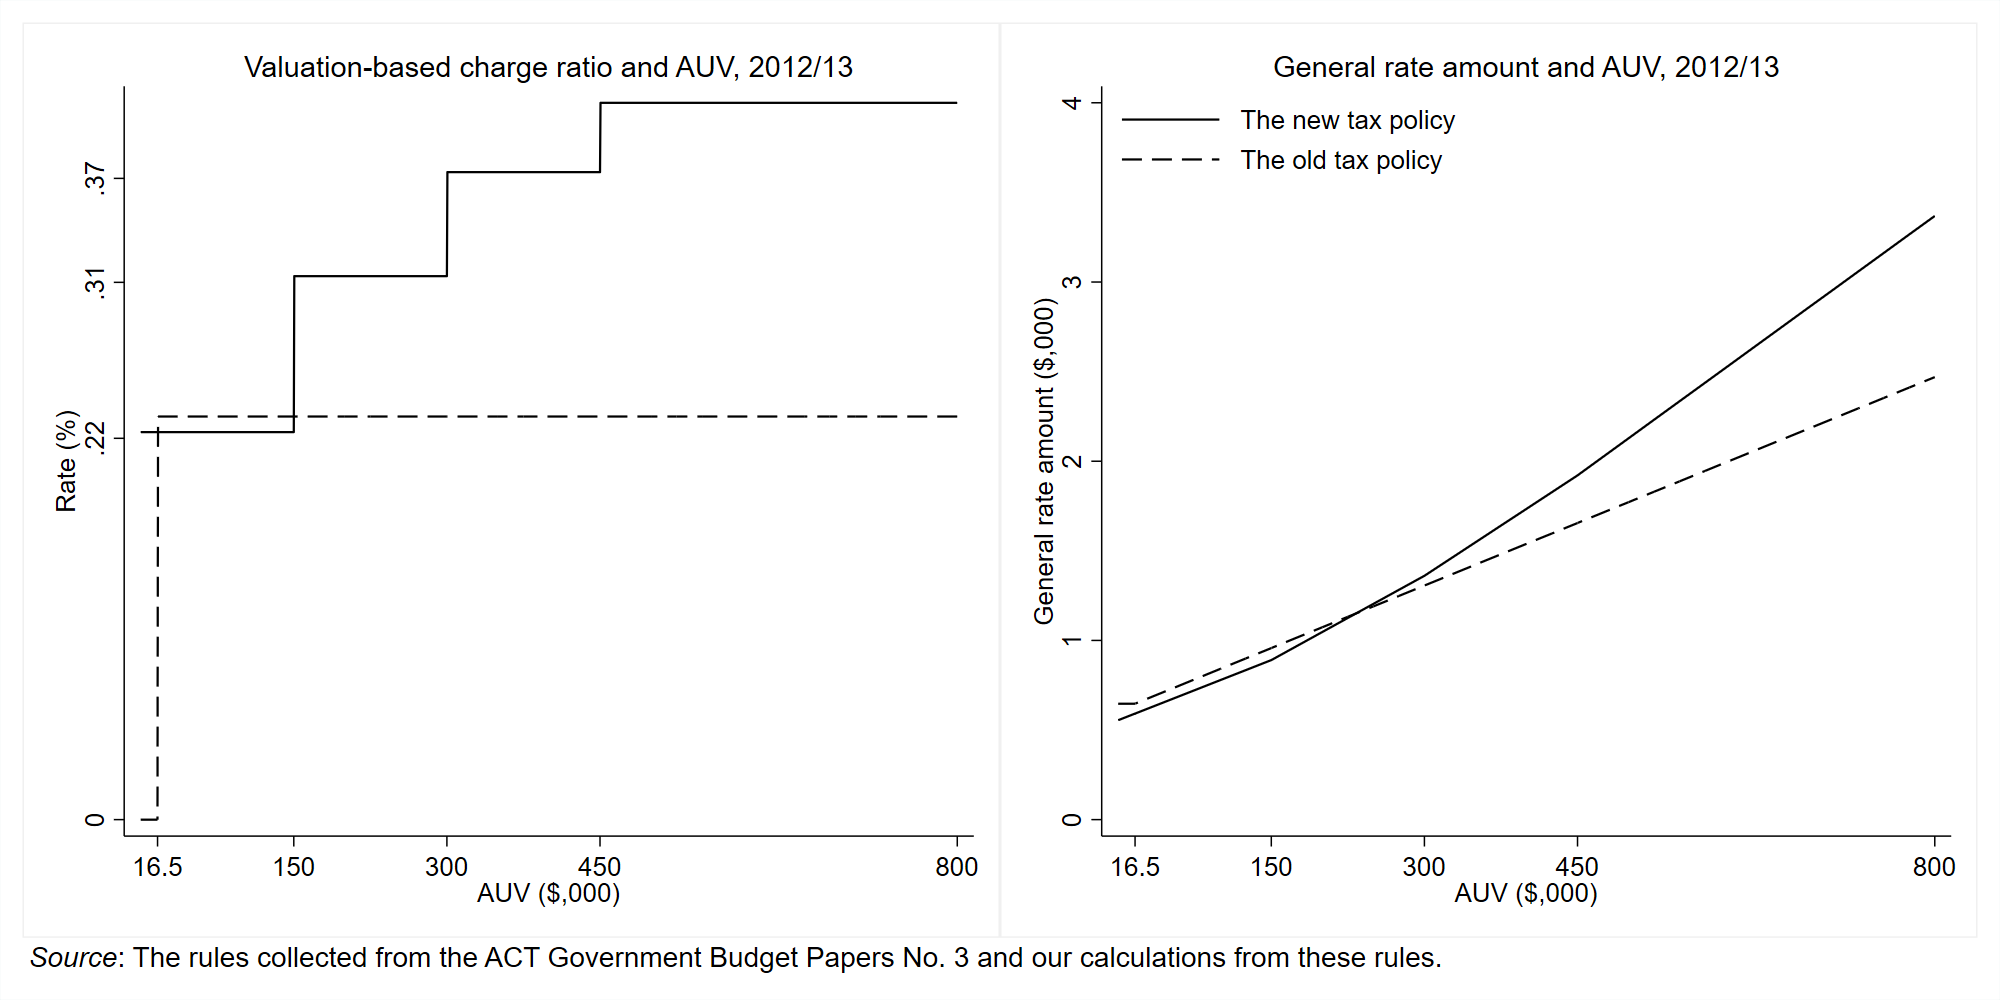 Valuation-based charge ratio and AUV, 2012/13
Rate (%)
.37
.31
.22
0
16.5 150 300 450 800
AUV ($,000)
General rate amount and AUV, 2012/13
The new tax policy
The old tax policy
General rate amount ($,000)
4
3
2
1
0
16.5 150 300 450 800
AUV ($,000)
Source: The rules collected from the ACT Government Budget Papers No. 3 and our calculations from these rules.